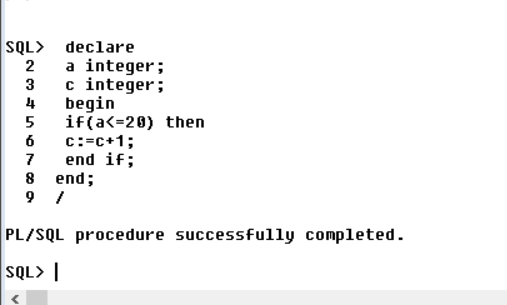 SQL>  declare
  2   a integer;
  3   c integer;
  4   begin
  5   if(a<=20) then
  6   c:=c+1;
  7   end if;
  8  end;
  9  /
PL/SQL procedure successfully completed.
SQL>